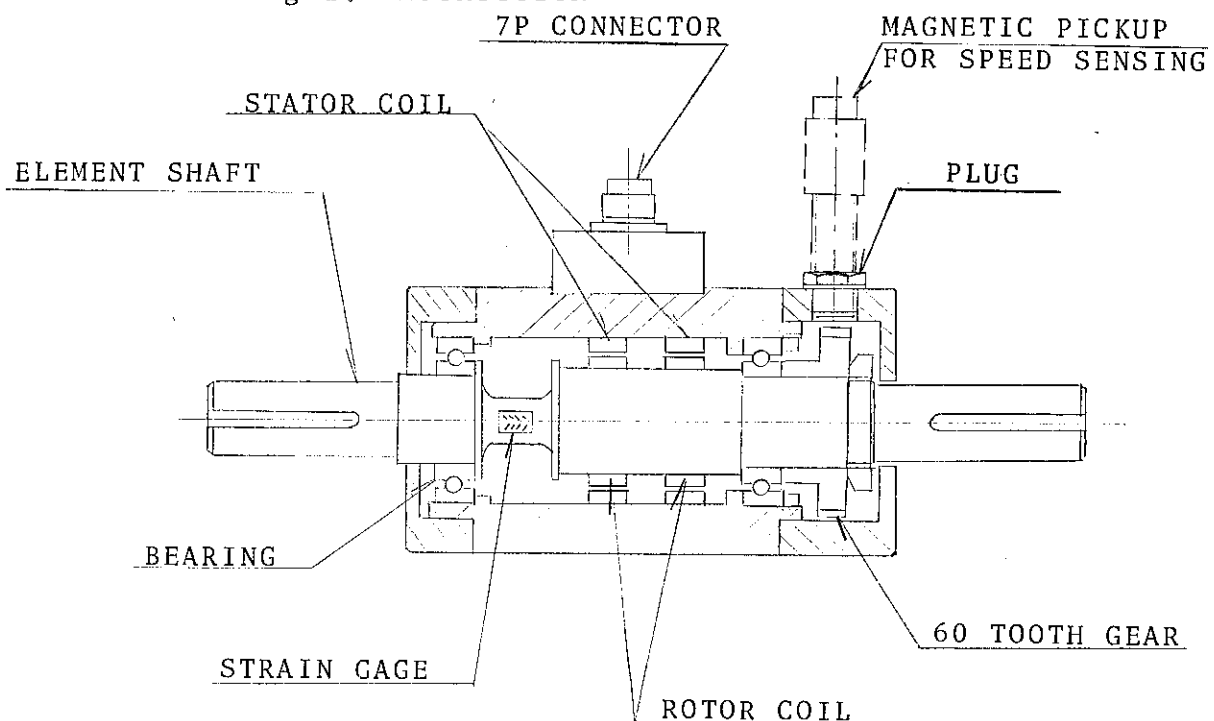 7P CONNECTOR
MAGNETIC PICKUP
FOR SPEED SENSING
STATOR COIL
ELEMENT SHAFT
PLUG
BEARING
60 TOOTH GEAR
STRAIN GAGE
ROTOR COIL